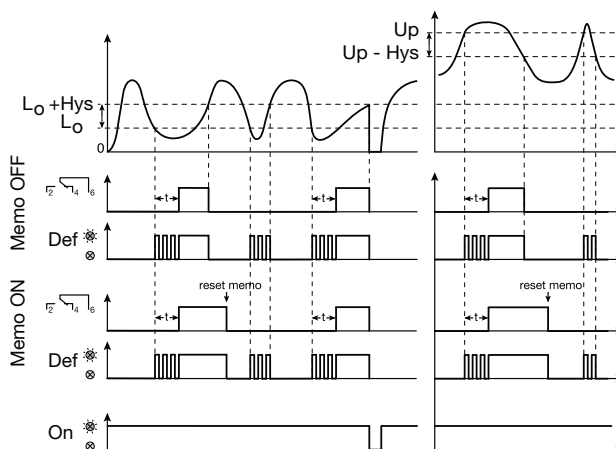 Up
Up - Hys
Lo +Hys
Lo
0
Memo OFF
2 4 6
t
t
t
Def
Memo ON
reset memo
reset memo
2 4 6
t
t
t
Def
On